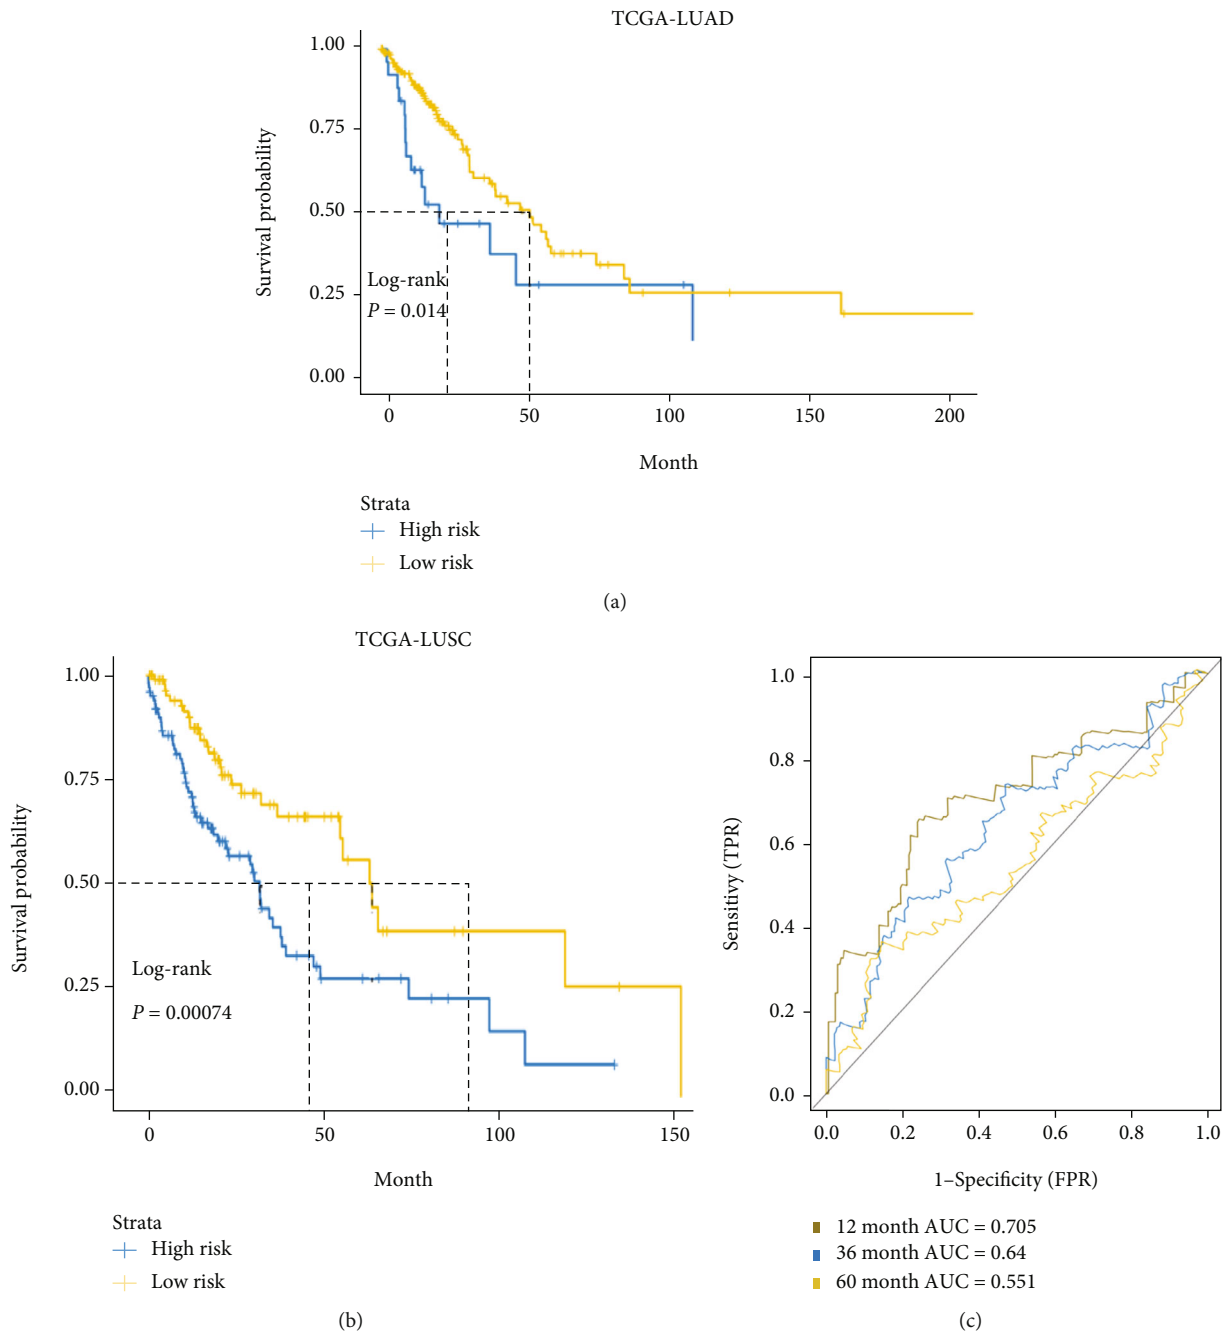 TCGA-LUAD
1.00
0.75
0.50
0.25
0.00
Survival probability
Log-rank
P = 0.014
0 50 100 150 200
Month
Strata
High risk
Low risk
(a)
TCGA-LUSC
1.00
0.75
0.50
0.25
0.00
Survival probability
Log-rank
P = 0.00074
0 50 100 150
Month
Strata
High risk
Low risk
(b)
1.0
0.8
0.6
0.4
0.2
0.0
Sensitivy (TPR)
0.0 0.2 0.4 0.6 0.8 1.0
1–Specificity (FPR)
12 month AUC = 0.705
36 month AUC = 0.64
60 month AUC = 0.551
(c)